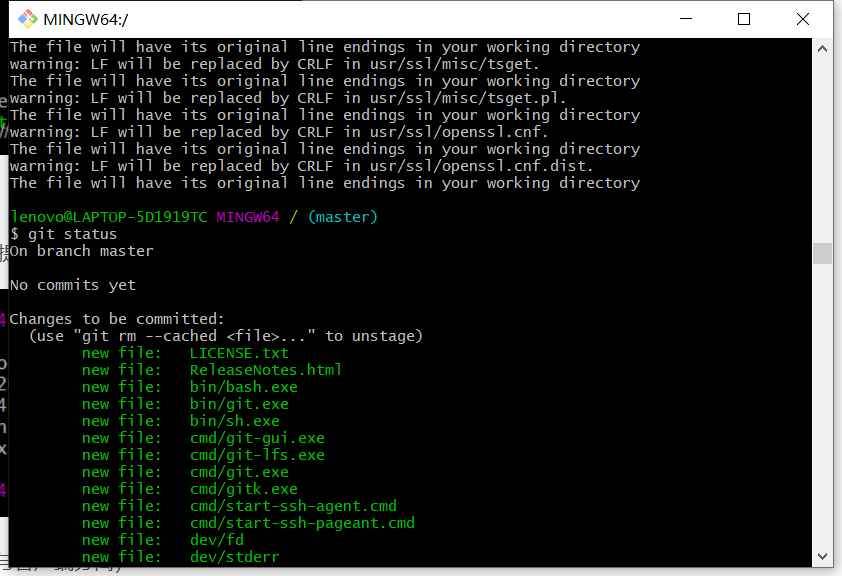 MINGW64:/
The file will have its original line endings in your working directory
warning: LF will be replaced by CRLF in usr/ssl/misc/tsget.
The file will have its original line endings in your working directory
warning: LF will be replaced by CRLF in usr/ssl/misc/tsget.pl.
The file will have its original line endings in your working directory
warning: LF will be replaced by CRLF in usr/ssl/openssl.cnf.
The file will have its original line endings in your working directory
warning: LF will be replaced by CRLF in usr/ssl/openssl.cnf.dist.
The file will have its original line endings in your working directory
lenovo@LAPTOP-5D1919TC MINGW64 / (master)
$ git status
On branch master
No commits yet
Changes to be committed:
(use "git rm --cached <file>..." to unstage)
new file: LICENSE.txt
new file: ReleaseNotes.html
new file: bin/bash.exe
new file: bin/git.exe
new file: bin/sh.exe
new file: cmd/git-gui.exe
new file: cmd/git-lfs.exe
new file: cmd/git.exe
new file: cmd/gitk.exe
new file: cmd/start-ssh-agent.cmd
new file: cmd/start-ssh-pageant.cmd
new file: dev/fd
new file: dev/stderr